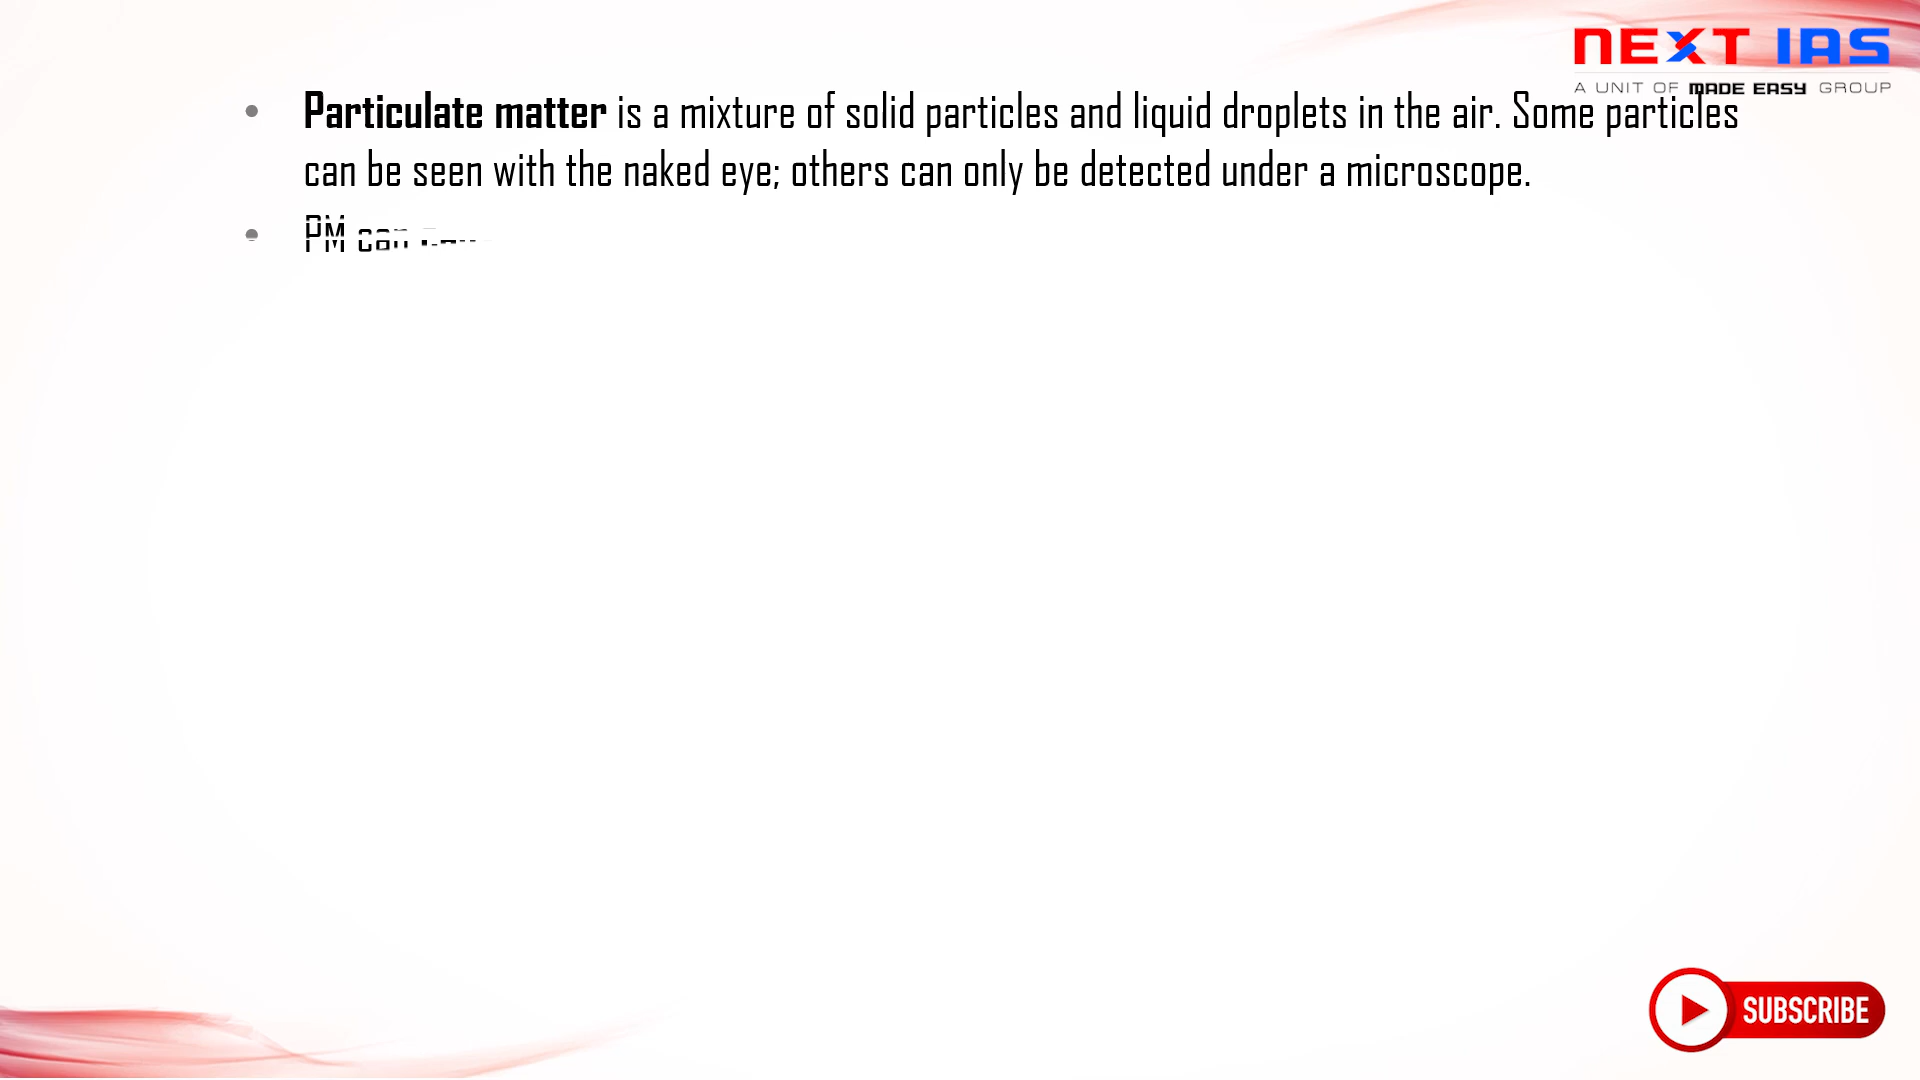 NEXT IAS
A UNIT OF MADE EASY GROUP
• Particulate matter is a mixture of solid particles and liquid droplets in the air. Some particles
can be seen with the naked eye; others can only be detected under a microscope.
• PM can
SUBSCRIBE